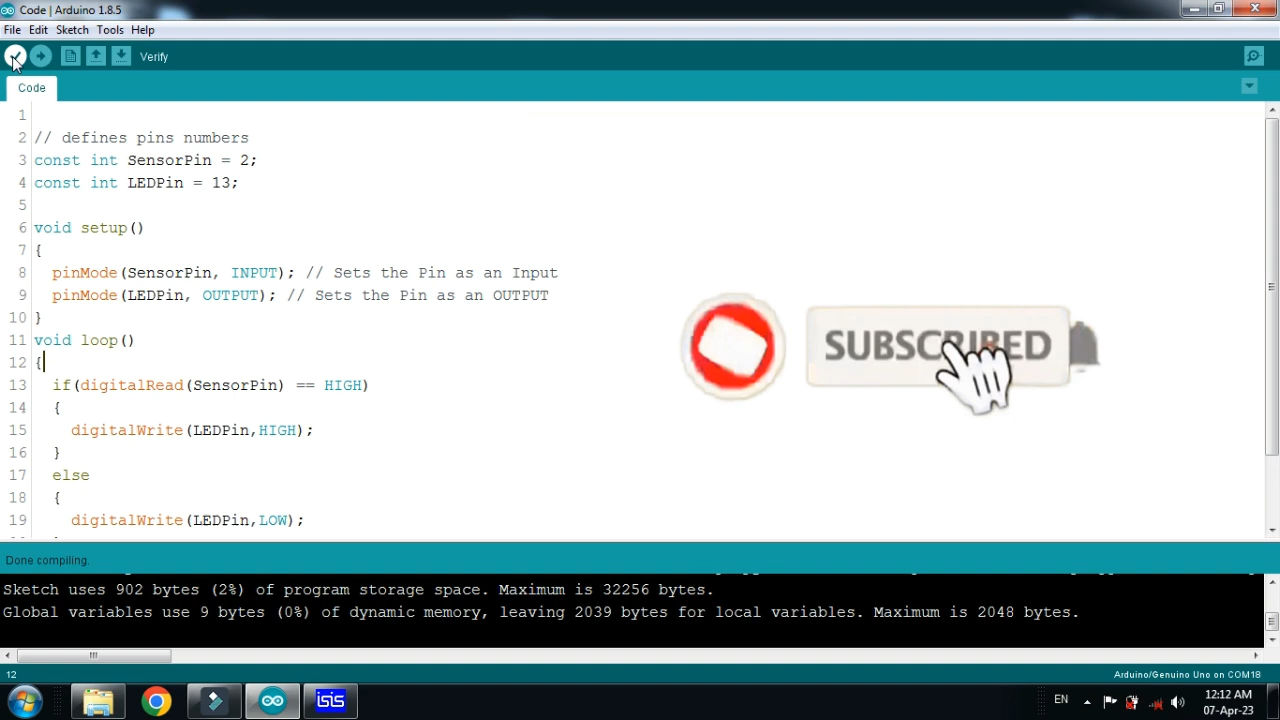 Code | Arduino 1.8.5
File Edit Sketch Tools Help
Verify
Code
1
2 // defines pins numbers
3 const int SensorPin = 2;
4 const int LEDPin = 13;
5
6 void setup()
7 {
8 pinMode(SensorPin, INPUT); // Sets the Pin as an Input
9 pinMode(LEDPin, OUTPUT); // Sets the Pin as an OUTPUT
10 }
11 void loop()
12 {
13 if(digitalRead(SensorPin) == HIGH)
14 {
15 digitalWrite(LEDPin,HIGH);
16 }
17 else
18 {
19 digitalWrite(LEDPin,LOW);
SUBSCRIBED
Done compiling.
Sketch uses 902 bytes (2%) of program storage space. Maximum is 32256 bytes.
Global variables use 9 bytes (0%) of dynamic memory, leaving 2039 bytes for local variables. Maximum is 2048 bytes.
12
Arduino/Genuino Uno on COM18
isis
EN
12:12 AM
07-Apr-23